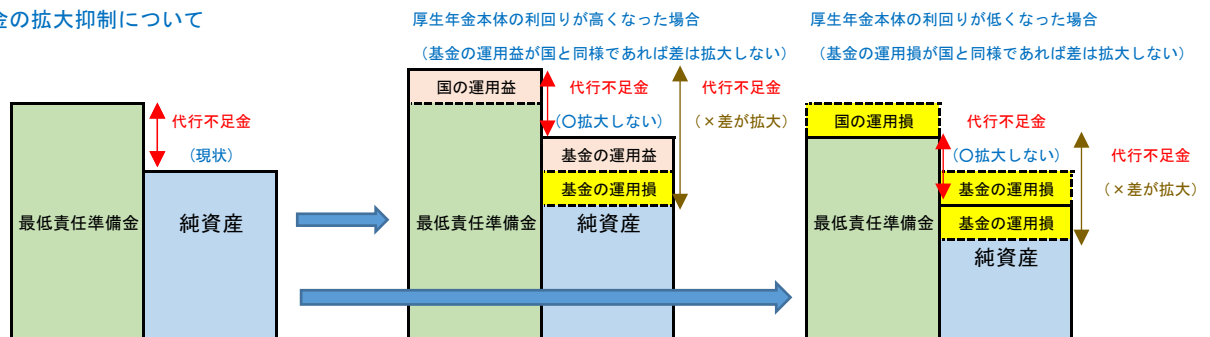 金の拡大抑制について
代行不足金
(現状)
最低責任準備金
純資産
厚生年金本体の利回りが高くなった場合
(基金の運用益が国と同様であれば差は拡大しない)
国の運用益
代行不足金
(〇拡大しない)
代行不足金
(×差が拡大)
基金の運用益
基金の運用損
最低責任準備金
純資産
厚生年金本体の利回りが低くなった場合
(基金の運用損が国と同様であれば差は拡大しない)
国の運用損
代行不足金
(〇拡大しない)
代行不足金
(×差が拡大)
基金の運用損
最低責任準備金
基金の運用損
純資産